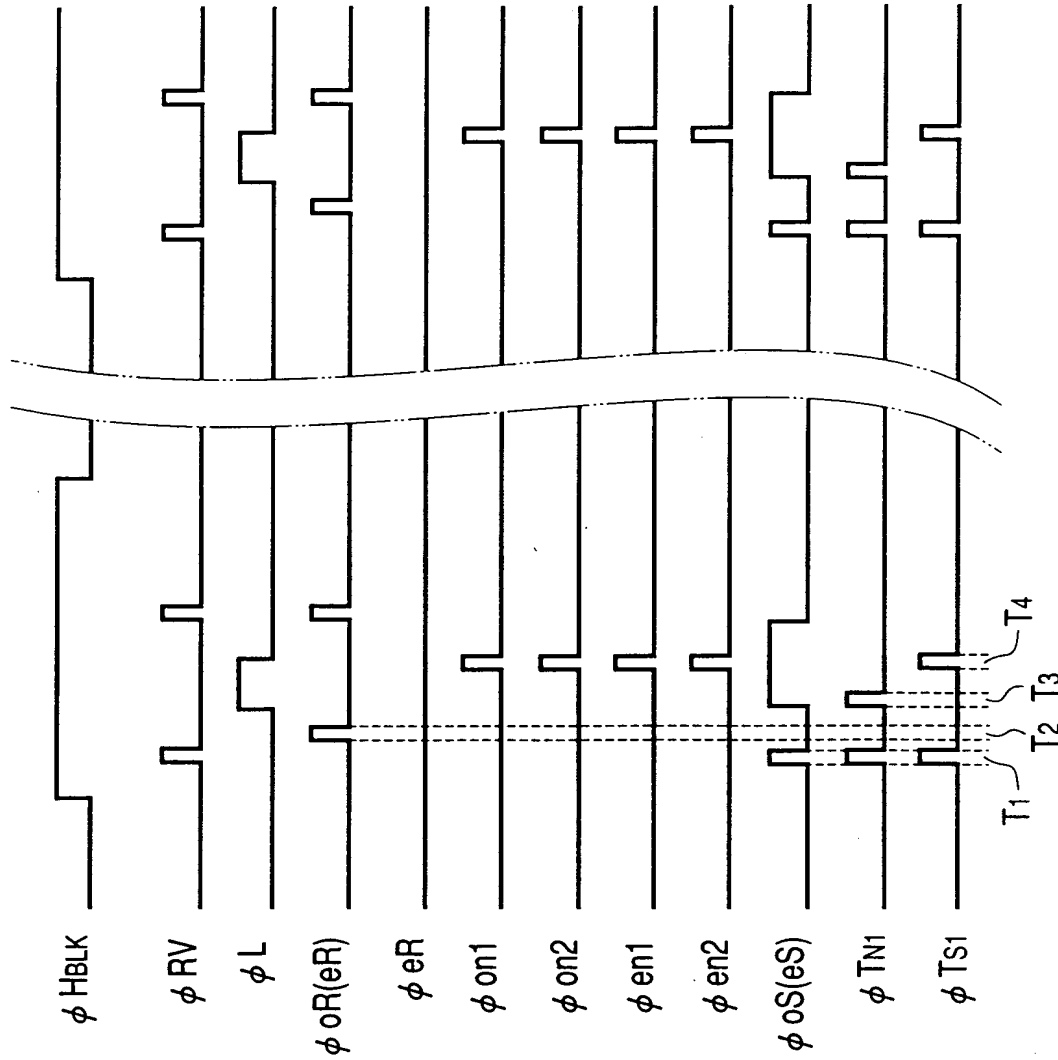 φ HBLK
φ RV
φ L
φ oR(eR)
φ eR
φ on1
φ on2
φ en1
φ en2
φ oS(eS)
φ TN1
φ TS1
T1
T2
T3
T4